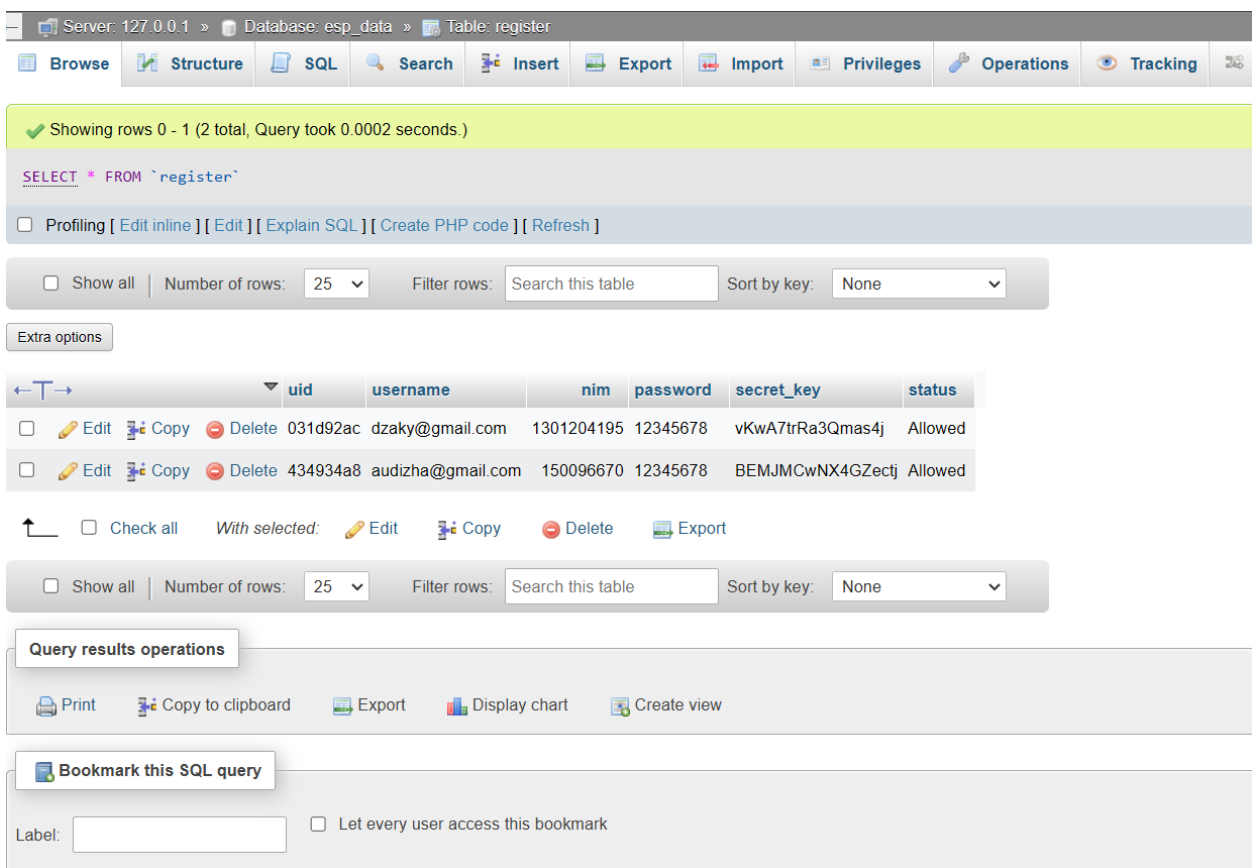 Server: 127.0.0.1 » Database: esp_data » Table: register
Browse Structure SQL Search Insert Export Import Privileges Operations Tracking
Showing rows 0 - 1 (2 total, Query took 0.0002 seconds.)
SELECT * FROM `register`
Profiling [ Edit inline ] [ Edit ] [ Explain SQL ] [ Create PHP code ] [ Refresh ]
Show all Number of rows: 25 Filter rows: Search this table Sort by key: None
Extra options
uid username nim password secret_key status
Edit Copy Delete 031d92ac dzaky@gmail.com 1301204195 12345678 vKwA7trRa3Qmas4j Allowed
Edit Copy Delete 434934a8 audizha@gmail.com 150096670 12345678 BEMJMCwNX4GZectj Allowed
Check all With selected: Edit Copy Delete Export
Show all Number of rows: 25 Filter rows: Search this table Sort by key: None
Query results operations
Print Copy to clipboard Export Display chart Create view
Bookmark this SQL query
Label: Let every user access this bookmark